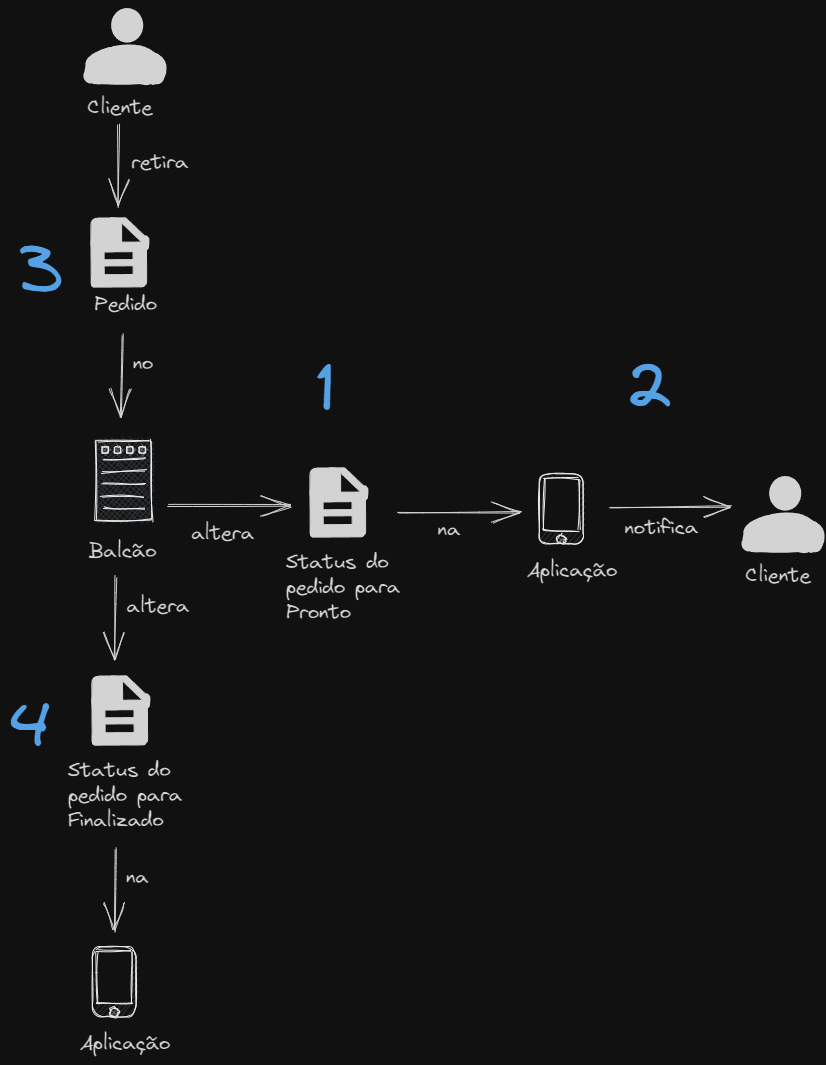 Cliente
retira
3
Pedido
no
1
2
Balcão
altera
Status do
pedido para
Pronto
na
Aplicação
notifica
Cliente
altera
4
Status do
pedido para
Finalizado
na
Aplicação